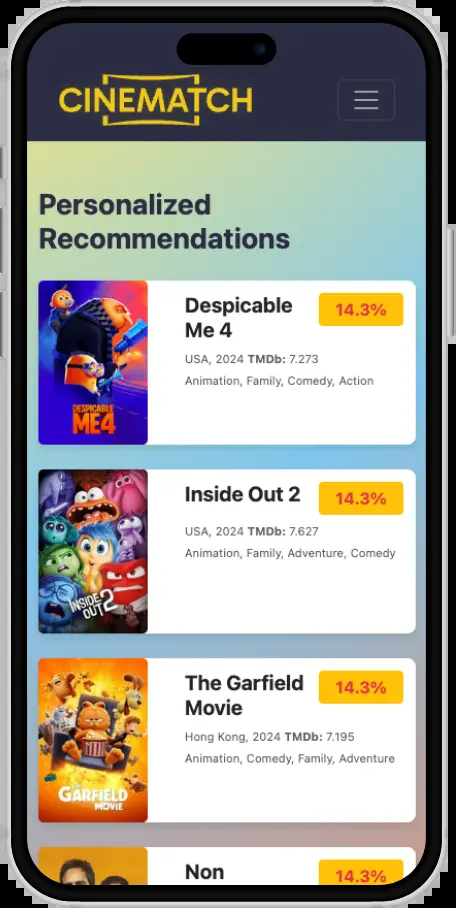 CINEMATCH
Personalized
Recommendations
Despicable
Me 4
14.3%
USA, 2024 TMDb: 7.273
Animation, Family, Comedy, Action
DESPICABLE
ME4
Inside Out 2
14.3%
USA, 2024 TMDb: 7.627
Animation, Family, Adventure, Comedy
INSIDE
OUT 2
The Garfield
Movie
14.3%
Hong Kong, 2024 TMDb: 7.195
Animation, Comedy, Family, Adventure
THE
GARFIELD
MOVIE
Non
14.3%